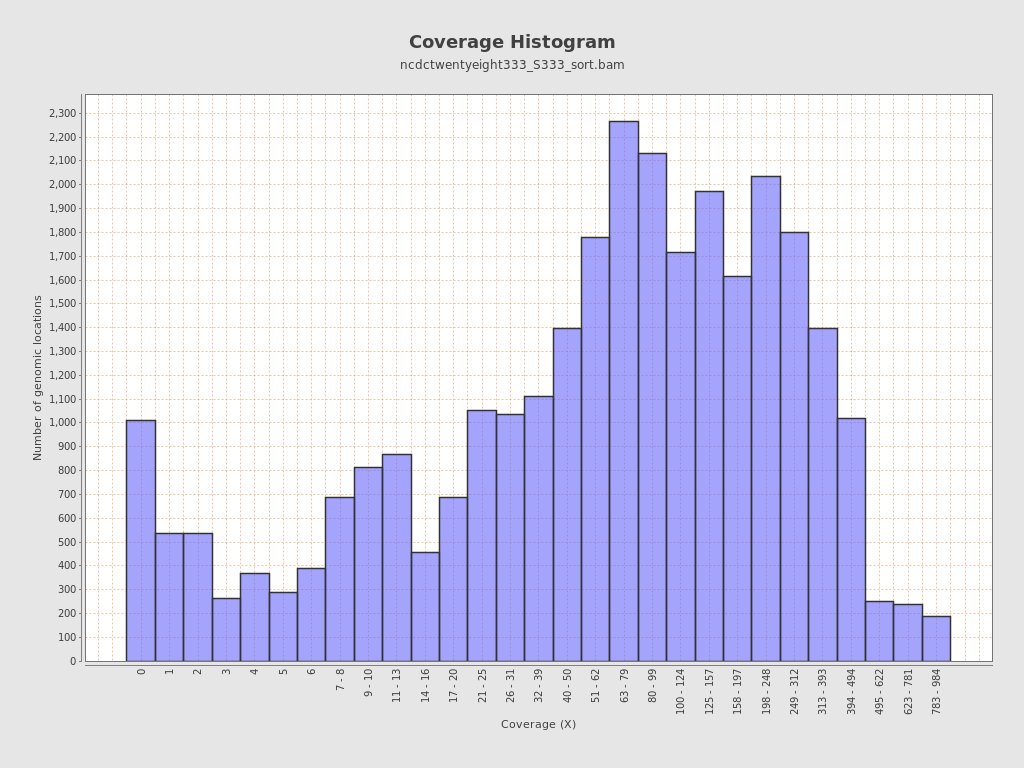 Coverage Histogram
ncdctwentyeight333_S333_sort.bam
Number of genomic locations
2,300
2,200
2,100
2,000
1,900
1,800
1,700
1,600
1,500
1,400
1,300
1,200
1,100
1,000
900
800
700
600
500
400
300
200
100
0
0
1
2
3
4
5
6
7 - 8
9 - 10
11 - 13
14 - 16
17 - 20
21 - 25
26 - 31
32 - 39
40 - 50
51 - 62
63 - 79
80 - 99
100 - 124
125 - 157
158 - 197
198 - 248
249 - 312
313 - 393
394 - 494
495 - 622
623 - 781
783 - 984
Coverage (X)